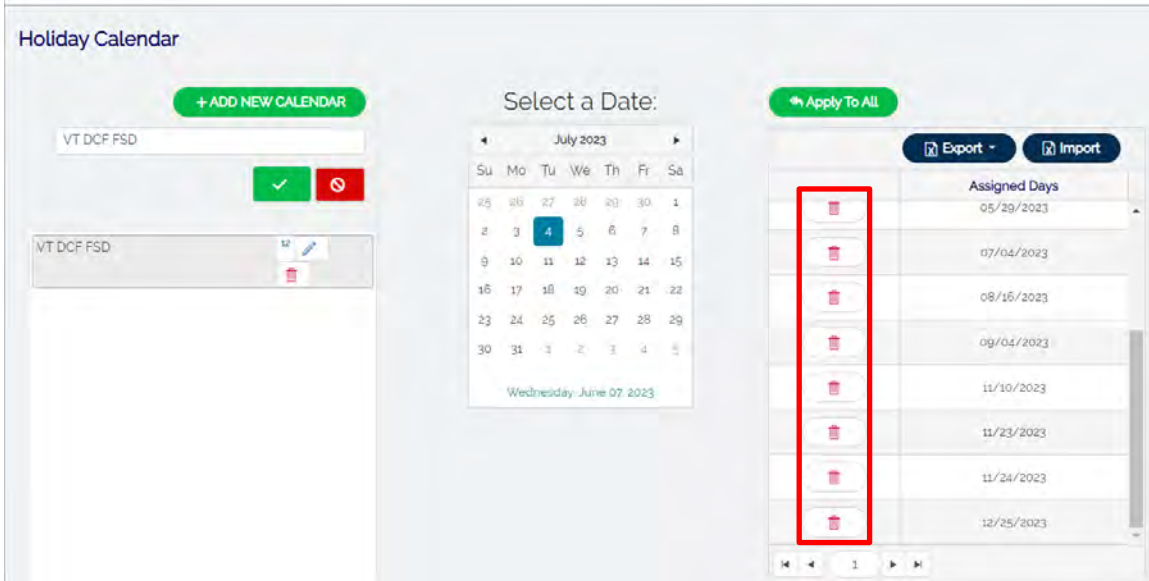 Holiday Calendar
+ ADD NEW CALENDAR
VT DCF FSD
VT DCF FSD
12
Select a Date:
July 2023
Su Mo Tu We Th Fr Sa
25 26 27 28 29 30 1
2 3 4 5 6 7 8
9 10 11 12 13 14 15
16 17 18 19 20 21 22
23 24 25 26 27 28 29
30 31 1 2 3 4 5
Wednesday, June 07, 2023
Apply To All
Export
Import
Assigned Days
05/29/2023
07/04/2023
08/16/2023
09/04/2023
11/10/2023
11/23/2023
11/24/2023
12/25/2023
1